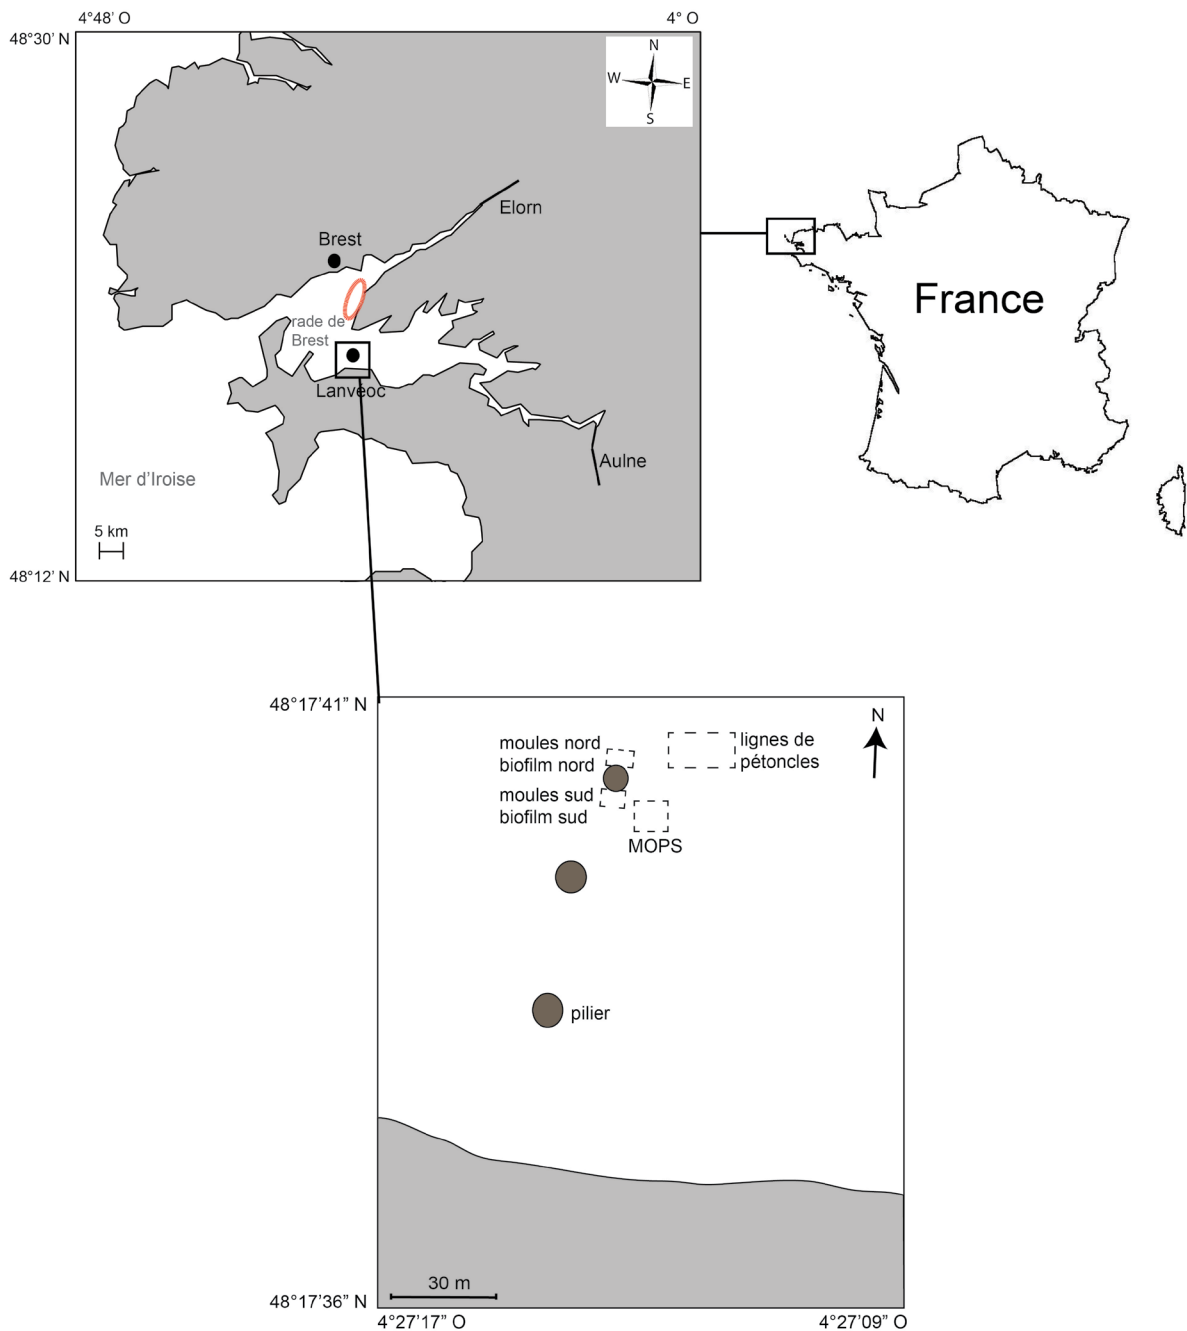 4°48’ O
4° O
48°30’ N
N
W
E
S
Elorn
Brest
rade de
Brest
Lanvéoc
Aulne
Mer d’Iroise
5 km
48°12’ N
France
48°17’41” N
N
moules nord
biofilm nord
lignes de
pétoncles
moules sud
biofilm sud
MOPS
pilier
30 m
48°17’36” N
4°27’17” O
4°27’09” O